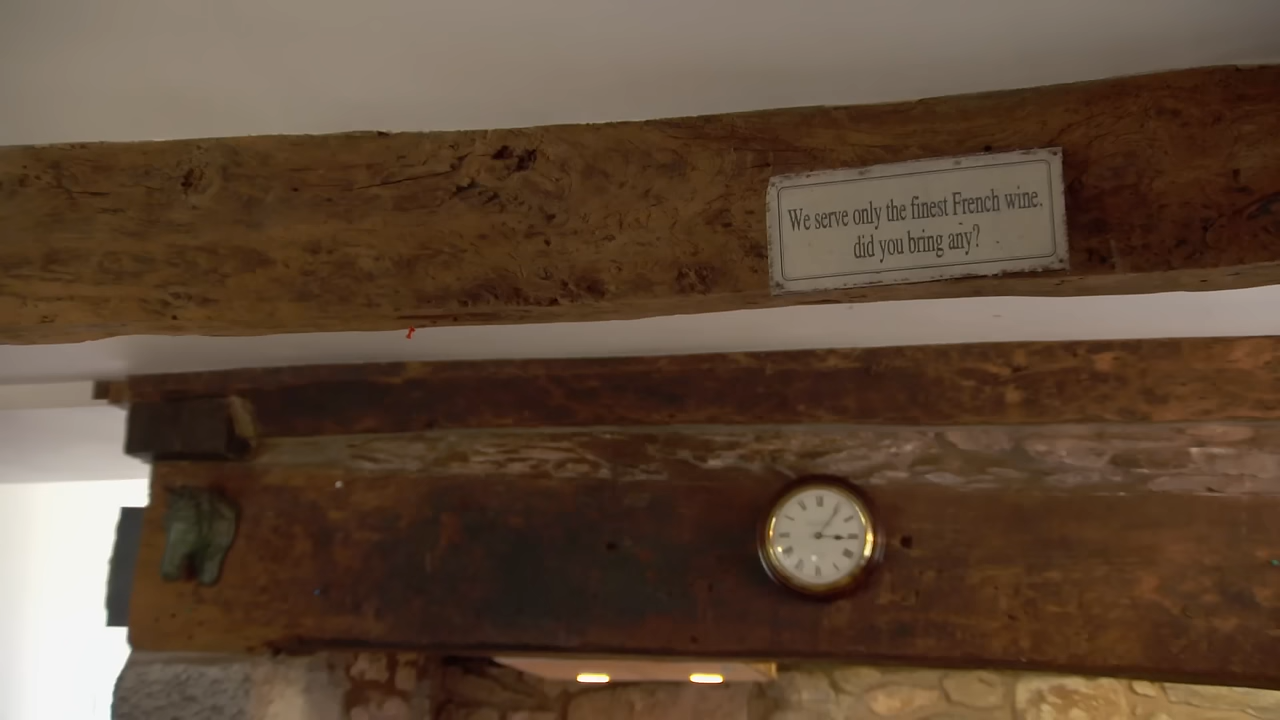 We serve only the finest French wine,
did you bring any?